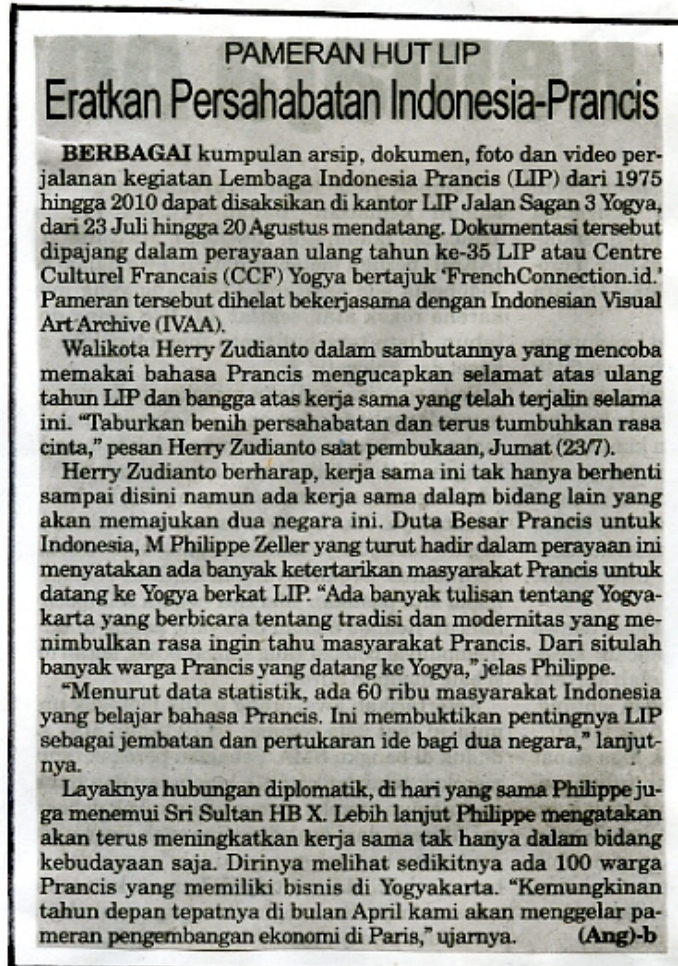 PAMERAN HUT LIP
Eratkan Persahabatan Indonesia-Prancis
BERBAGAI kumpulan arsip, dokumen, foto dan video per-
jalanan kegiatan Lembaga Indonesia Prancis (LIP) dari 1975
hingga 2010 dapat disaksikan di kantor LIP Jalan Sagan 3 Yogya,
dari 23 Juli hingga 20 Agustus mendatang. Dokumentasi tersebut
dipajang dalam perayaan ulang tahun ke-35 LIP atau Centre
Culturel Francais (CCF) Yogya bertajuk 'FrenchConnection.id.'
Pameran tersebut dihelat bekerjasama dengan Indonesian Visual
Art Archive (IVAA).
Walikota Herry Zudianto dalam sambutannya yang mencoba
memakai bahasa Prancis mengucapkan selamat atas ulang
tahun LIP dan bangga atas kerja sama yang telah terjalin selama
ini. "Taburkan benih persahabatan dan terus tumbuhkan rasa
cinta," pesan Herry Zudianto saat pembukaan, Jumat (23/7).
Herry Zudianto berharap, kerja sama ini tak hanya berhenti
sampai disini namun ada kerja sama dalam bidang lain yang
akan memajukan dua negara ini. Duta Besar Prancis untuk
Indonesia, M Philippe Zeller yang turut hadir dalam perayaan ini
menyatakan ada banyak ketertarikan masyarakat Prancis untuk
datang ke Yogya berkat LIP. "Ada banyak tulisan tentang Yogya-
karta yang berbicara tentang tradisi dan modernitas yang me-
nimbulkan rasa ingin tahu masyarakat Prancis. Dari situlah
banyak warga Prancis yang datang ke Yogya," jelas Philippe.
"Menurut data statistik, ada 60 ribu masyarakat Indonesia
yang belajar bahasa Prancis. Ini membuktikan pentingnya LIP
sebagai jembatan dan pertukaran ide bagi dua negara," lanjut-
nya.
Layaknya hubungan diplomatik, di hari yang sama Philippe ju-
ga menemui Sri Sultan HB X. Lebih lanjut Philippe mengatakan
akan terus meningkatkan kerja sama tak hanya dalam bidang
kebudayaan saja. Dirinya melihat sedikitnya ada 100 warga
Prancis yang memiliki bisnis di Yogyakarta. "Kemungkinan
tahun depan tepatnya di bulan April kami akan menggelar pa-
meran pengembangan ekonomi di Paris," ujarnya. (Ang)-b